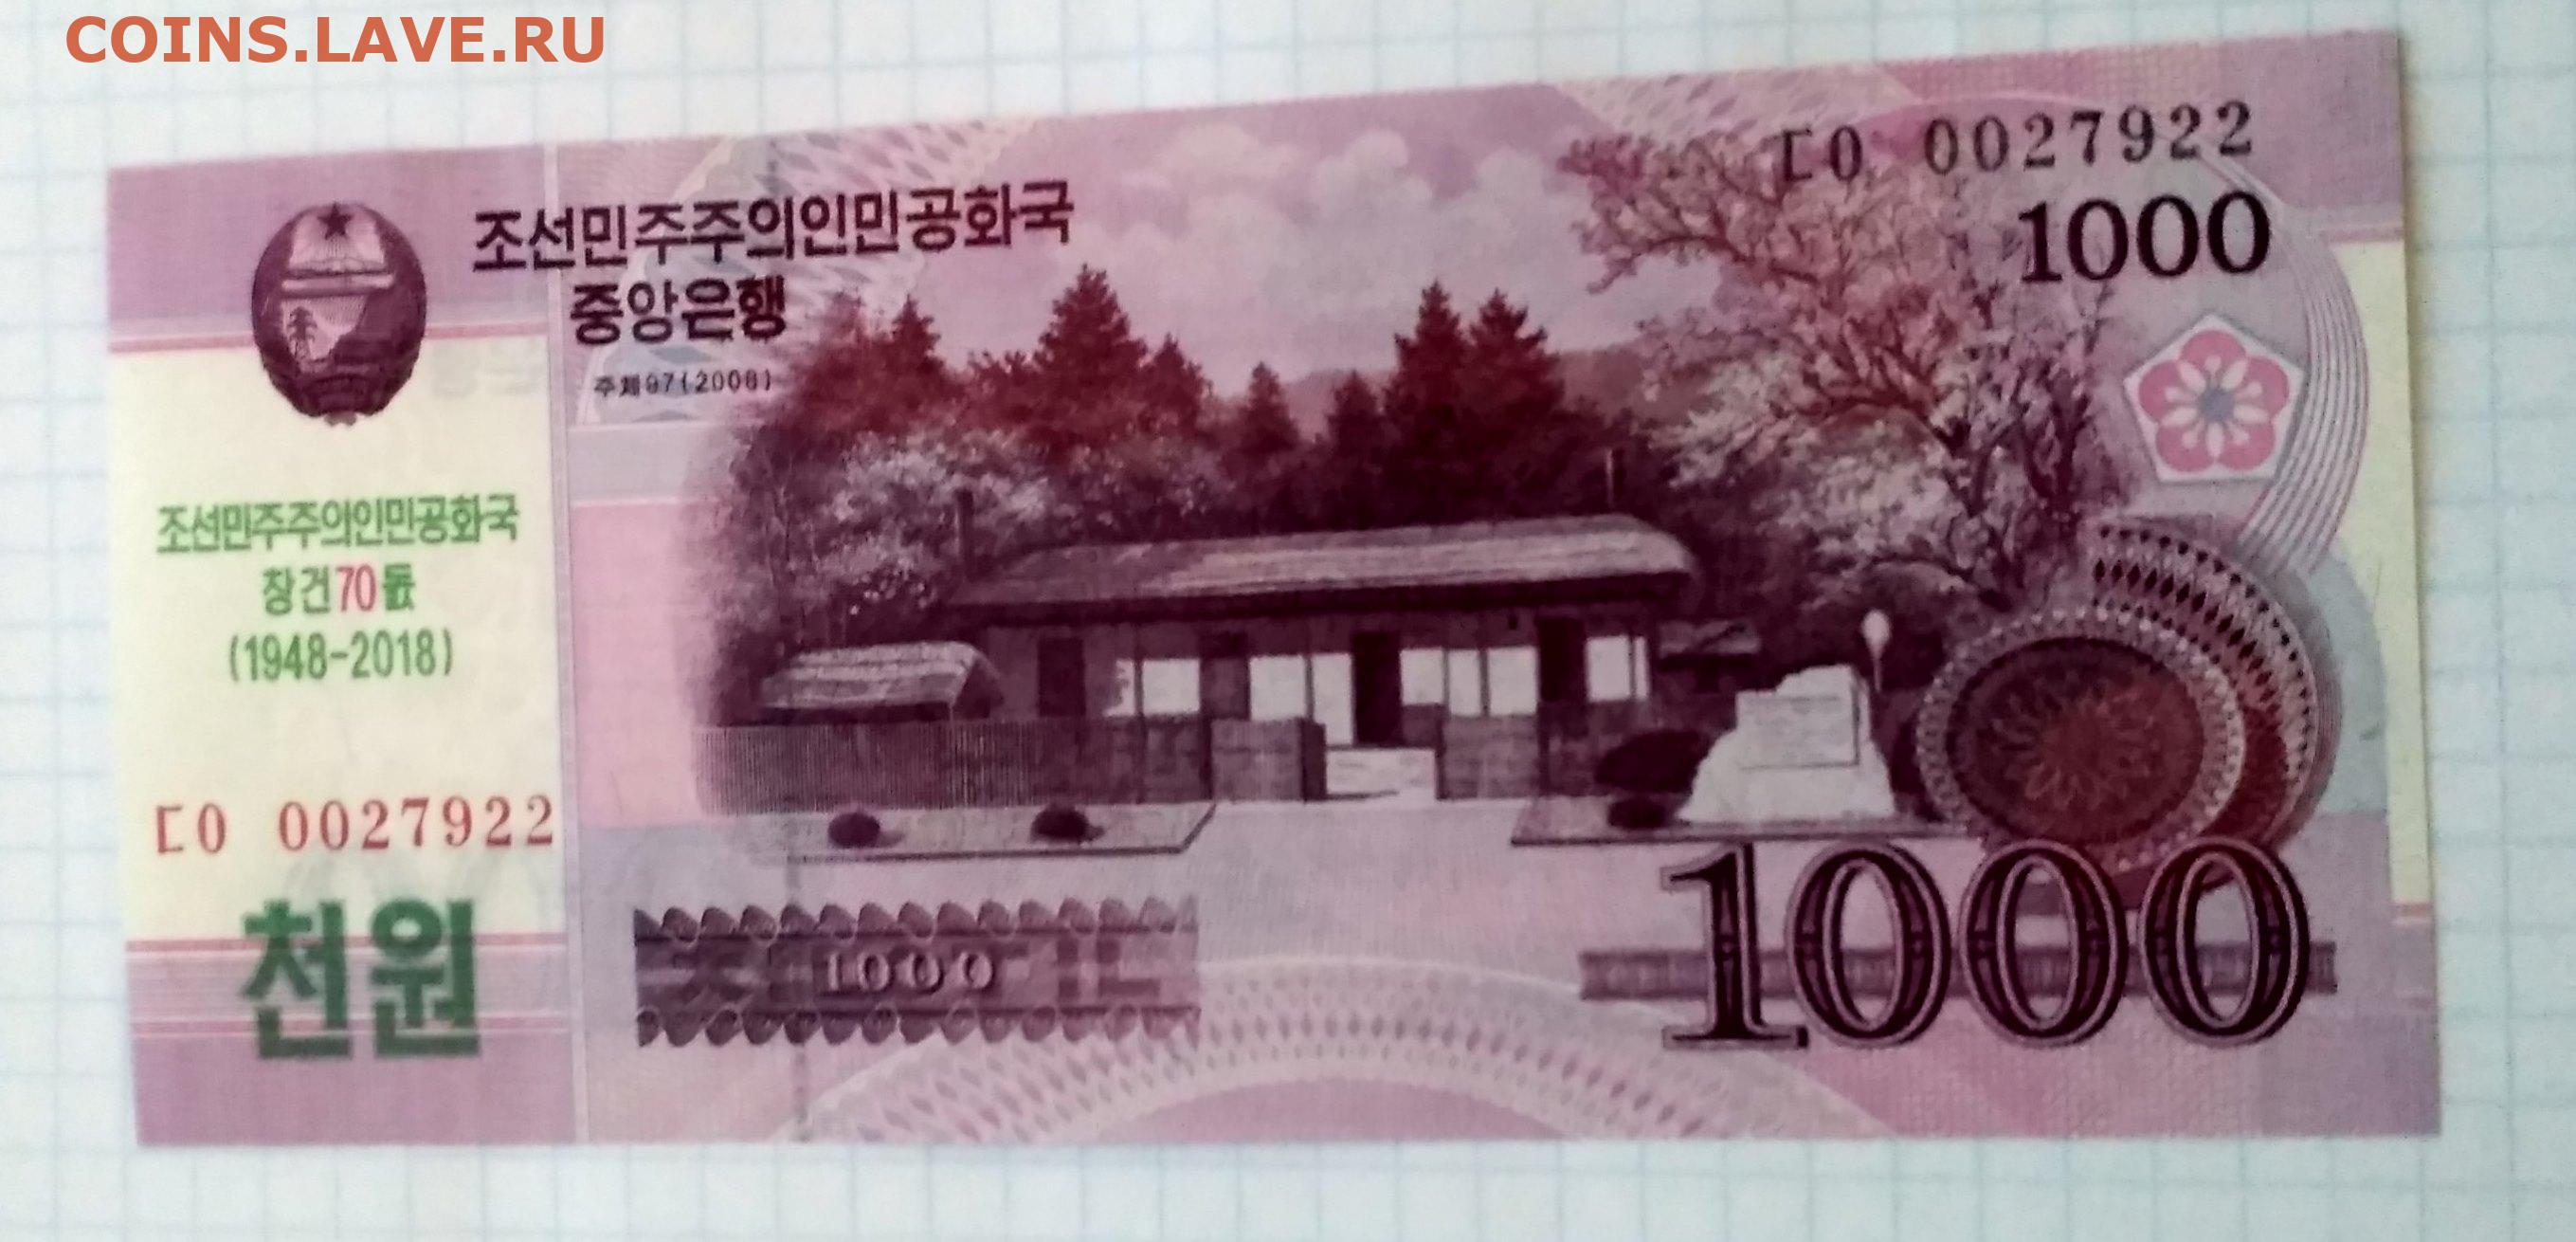 COINS.LAVE.RU
ㄷㅇ 0027922
1000
조선민주주의인민공화국
중앙은행
주체97(2008)
조선민주주의인민공화국
창건70돐
(1948-2018)
ㄷㅇ 0027922
천원
1000
1000